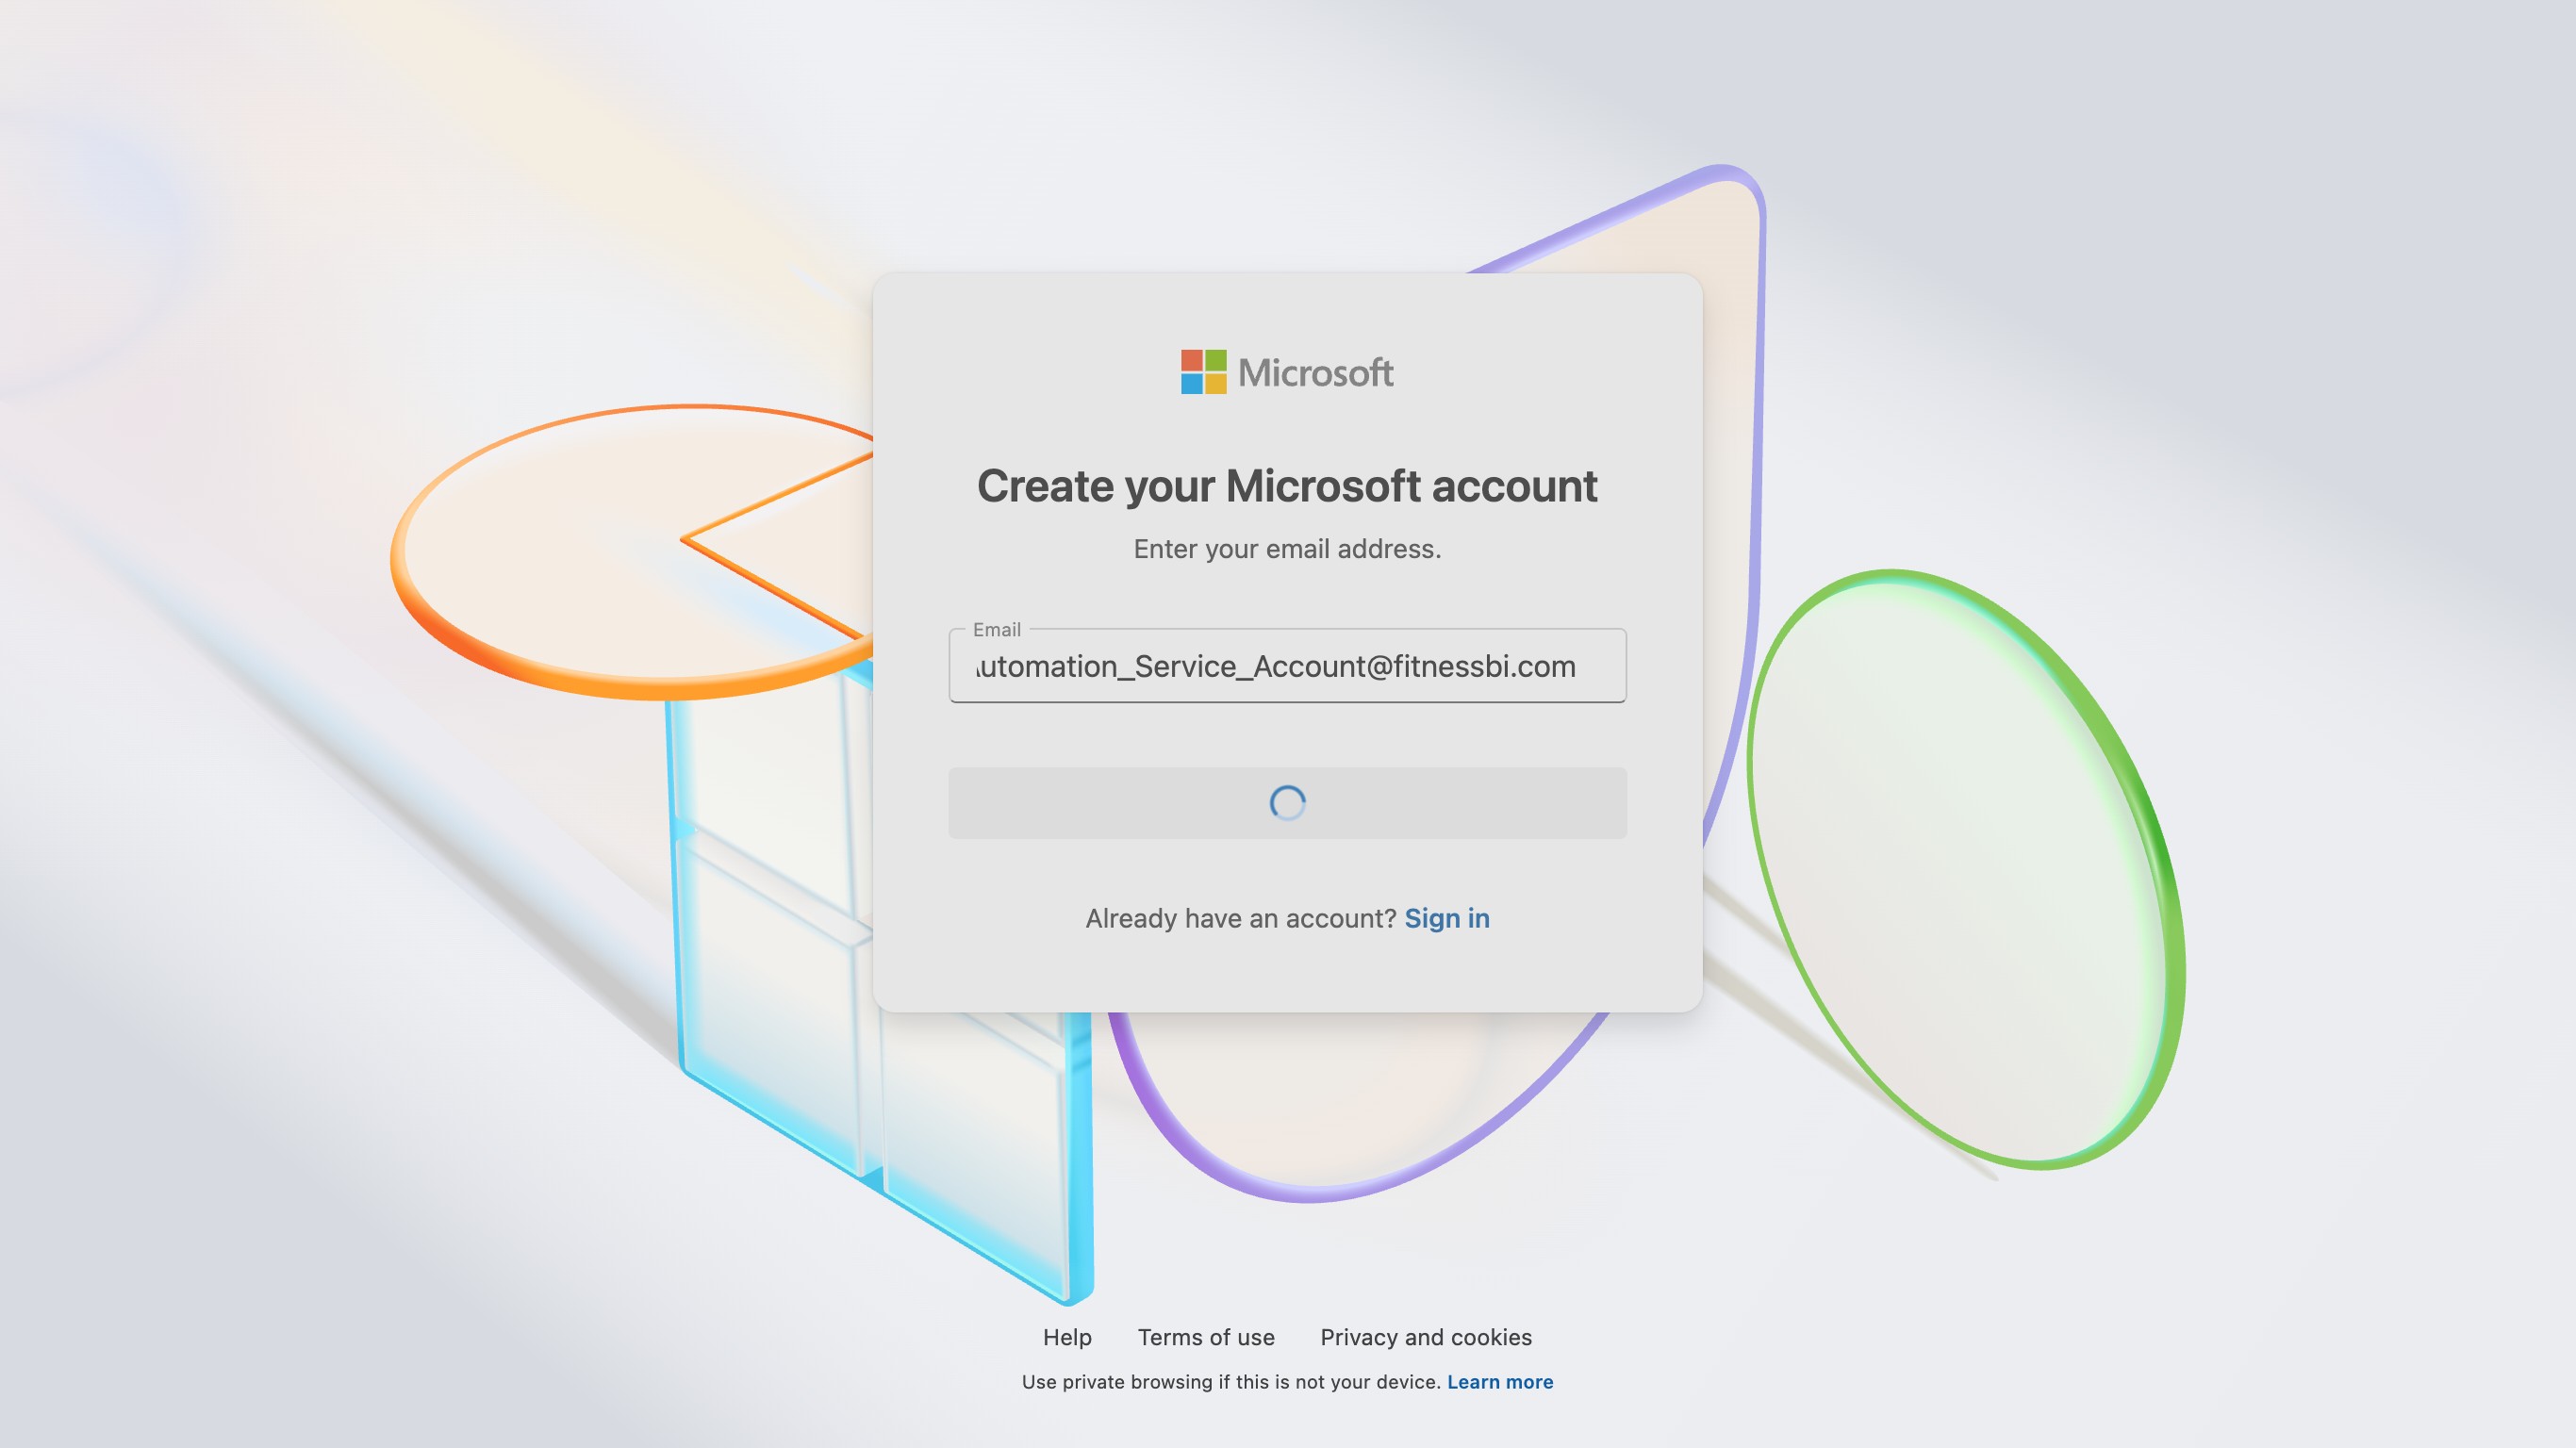 Microsoft
Create your Microsoft account
Enter your email address.
Email
utomation_Service_Account@fitnessbi.com
Already have an account? Sign in
Help Terms of use Privacy and cookies
Use private browsing if this is not your device. Learn more